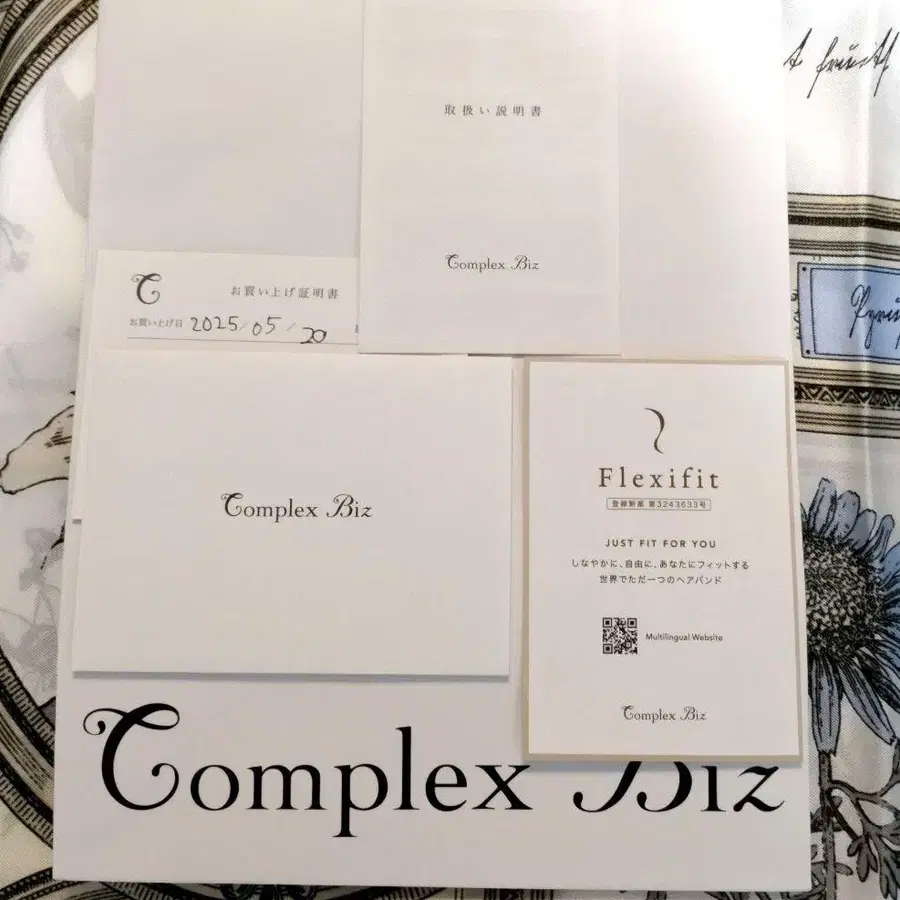 取扱い説明書
Complex Biz
C
お買い上げ証明書
お買い上げ日 2025/05/20
Complex Biz
Flexifit
登録新案 第3243633号
JUST FIT FOR YOU
しなやかに、自由に、あなたにフィットする
世界でただ一つのヘアバンド
Multilingual Website
Complex Biz
Complex Biz